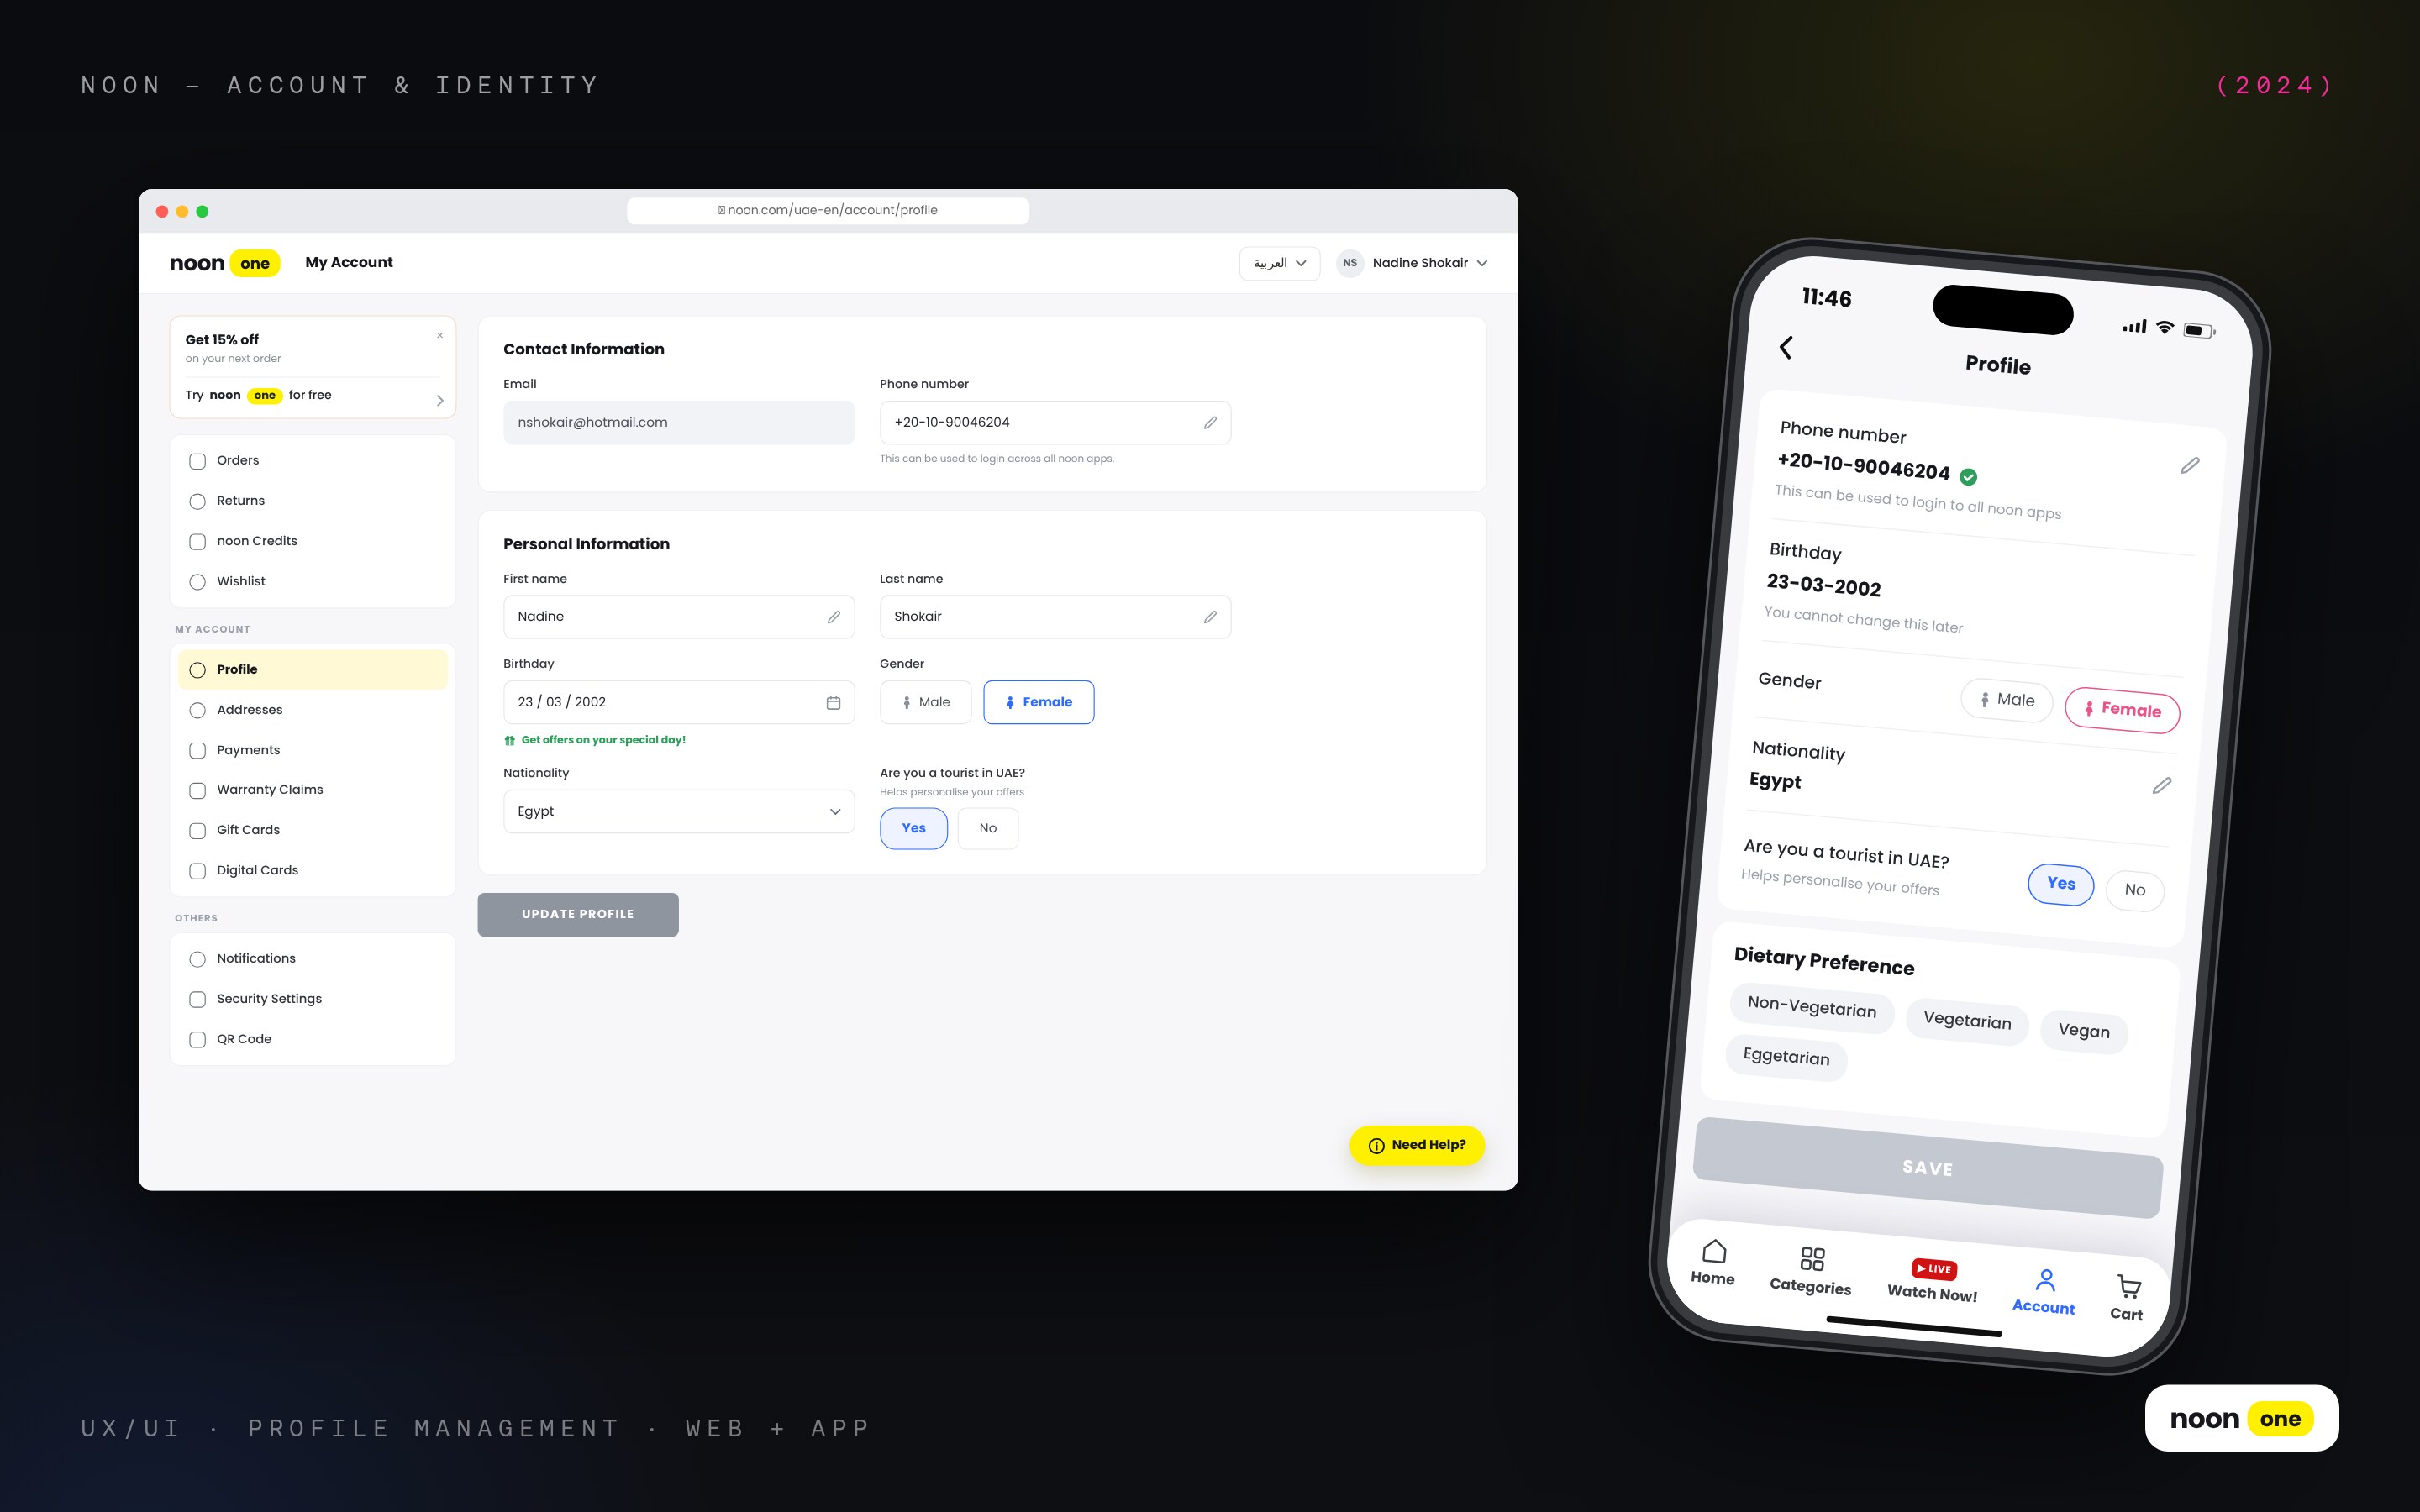 NOON – ACCOUNT & IDENTITY
(2024)
noon.com/uae-en/account/profile
noon one My Account
العربية
NS Nadine Shokair
Get 15% off
on your next order
Try noon one for free
Orders
Returns
noon Credits
Wishlist
MY ACCOUNT
Profile
Addresses
Payments
Warranty Claims
Gift Cards
Digital Cards
OTHERS
Notifications
Security Settings
QR Code
Contact Information
Email
nshokair@hotmail.com
Phone number
+20-10-90046204
This can be used to login across all noon apps.
Personal Information
First name
Nadine
Last name
Shokair
Birthday
23 / 03 / 2002
Get offers on your special day!
Gender
Male Female
Nationality
Egypt
Are you a tourist in UAE?
Helps personalise your offers
Yes No
UPDATE PROFILE
Need Help?
11:46
Profile
Phone number
+20-10-90046204
This can be used to login to all noon apps
Birthday
23-03-2002
You cannot change this later
Gender Male Female
Nationality
Egypt
Are you a tourist in UAE?
Helps personalise your offers
Yes No
Dietary Preference
Non-Vegetarian Vegetarian Vegan
Eggetarian
SAVE
LIVE
Home Categories Watch Now! Account Cart
UX/UI · PROFILE MANAGEMENT · WEB + APP
noon one